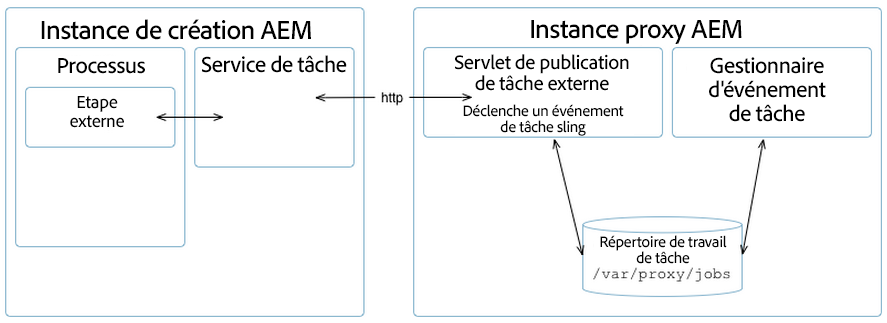 Instance de création AEM
Processus
Etape
externe
Service de tâche
http
Instance proxy AEM
Servlet de publication
de tâche externe
Déclenche un événement
de tâche sling
Gestionnaire
d'événement
de tâche
Répertoire de travail
de tâche
/var/proxy/jobs